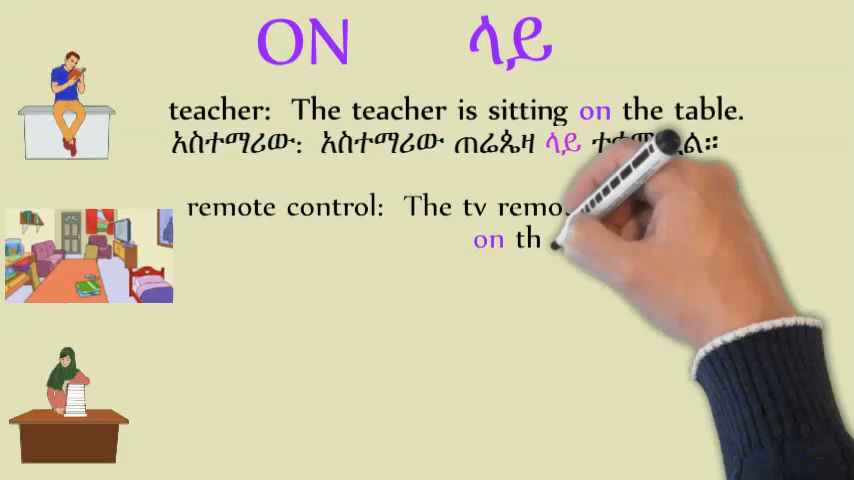 ON ላይ
teacher: The teacher is sitting on the table.
አስተማሪው: አስተማሪው ጠሬጴዛ ላይ
remote control: The tv
on th